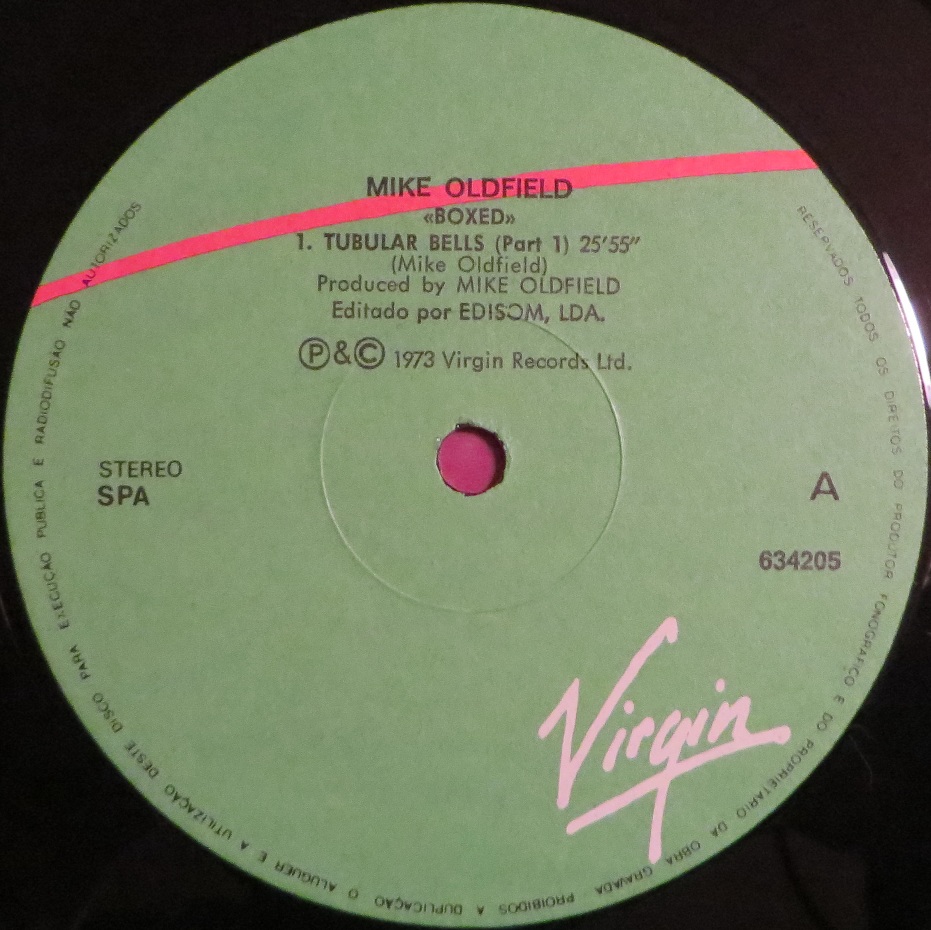 MIKE OLDFIELD
«BOXED»
1. TUBULAR BELLS (Part 1) 25'55"
(Mike Oldfield)
Produced by MIKE OLDFIELD
Editado por EDISOM, LDA.
Ⓟ&© 1973 Virgin Records Ltd.
STEREO
SPA
A
634205
Virgin
RESERVADOS TODOS OS DIREITOS DO PRODUTOR FONOGRAFICO E DO PROPRIETARIO DA OBRA GRAVADA PROIBIDOS A DUPLICAÇÃO O ALUGUER E A UTILIZAÇÃO DESTE DISCO PARA EXECUÇÃO PUBLICA E RADIODIFUSÃO NÃO AUTORIZADOS